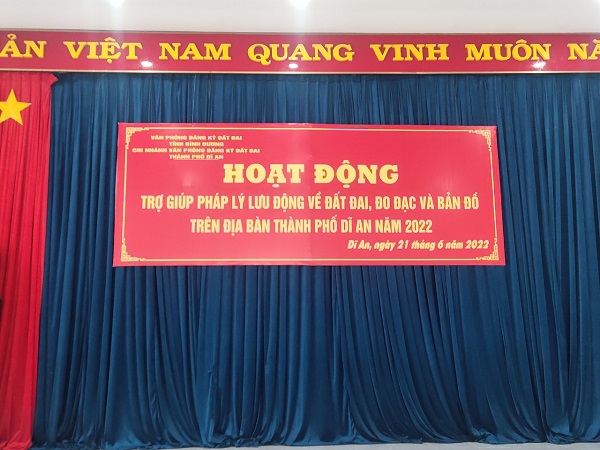 ẢN VIỆT NAM QUANG VINH MUÔN NĂ
VĂN PHÒNG ĐĂNG KÝ ĐẤT ĐAI
TỈNH BÌNH DƯƠNG
CHI NHÁNH VĂN PHÒNG ĐĂNG KÝ ĐẤT ĐAI
THÀNH PHỐ DĨ AN
HOẠT ĐỘNG
TRỢ GIÚP PHÁP LÝ LƯU ĐỘNG VỀ ĐẤT ĐAI, ĐO ĐẠC VÀ BẢN ĐỒ
TRÊN ĐỊA BÀN THÀNH PHỐ DĨ AN NĂM 2022
Dĩ An, ngày 21 tháng 6 năm 2022